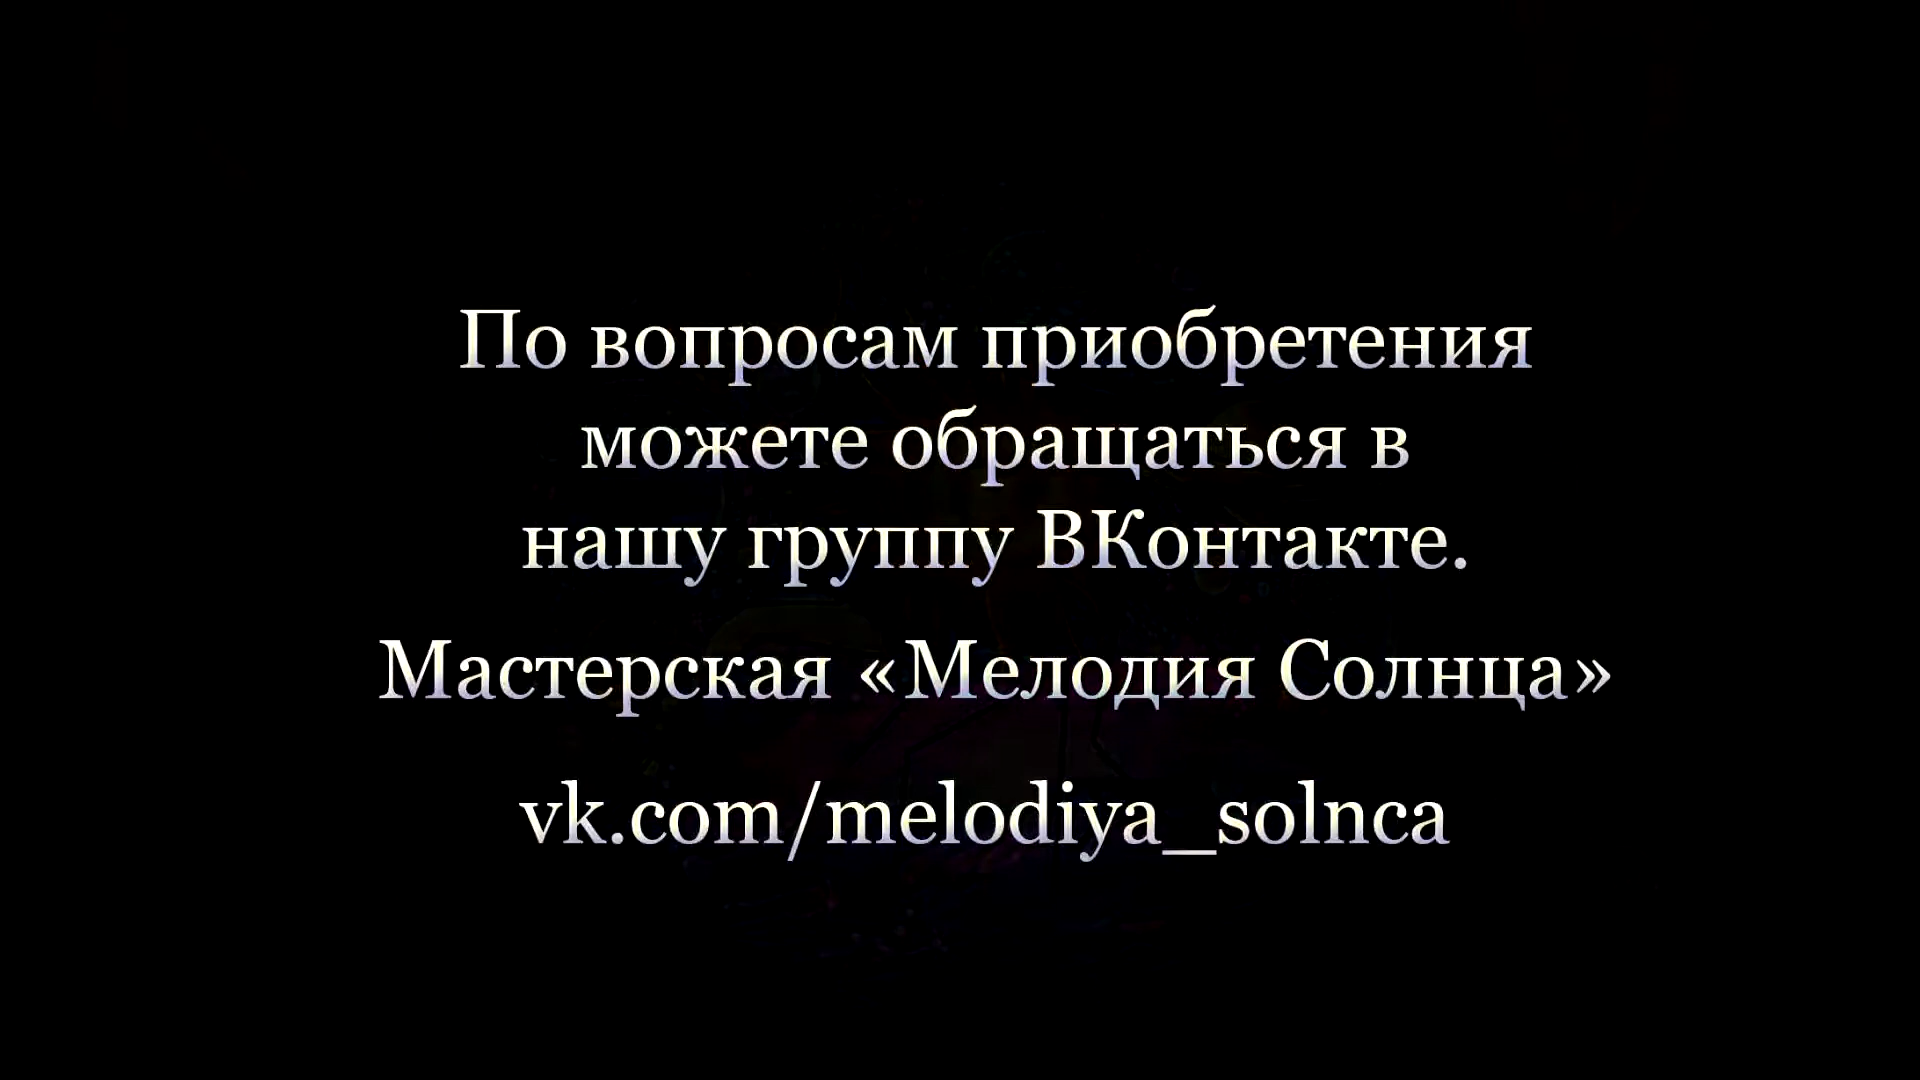 По вопросам приобретения
можете обращаться в
нашу группу ВКонтакте.
Мастерская «Мелодия Солнца»
vk.com/melodiya_solnca